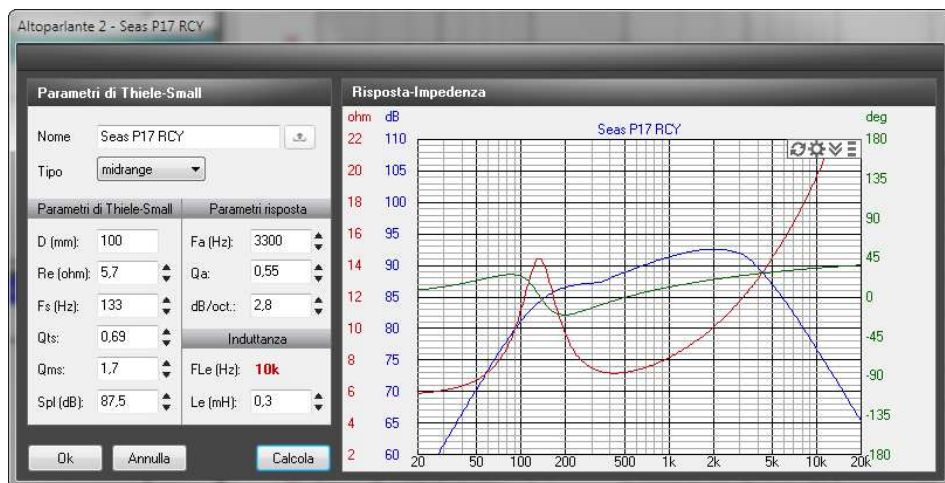 Altoparlante 2 - Seas P17 RCY
Parametri di Thiele-Small
Nome Seas P17 RCY
Tipo midrange
Parametri di Thiele-Small Parametri risposta
D (mm): 100 Fa (Hz): 3300
Re (ohm): 5,7 Qa: 0,55
Fs (Hz): 133 dB/oct.: 2,8
Qts: 0,69 Induttanza
Qms: 1,7 FLe (Hz): 10k
Spl (dB): 87,5 Le (mH): 0,3
Ok Annulla Calcola
Risposta-Impedenza
ohm dB deg
Seas P17 RCY
22 110 180
20 105 135
18 100
16 95 90
14 90 45
12 85 0
10 80 -45
8 75
6 70 -90
4 65 -135
2 60 -180
20 50 100 200 500 1k 2k 5k 10k 20k